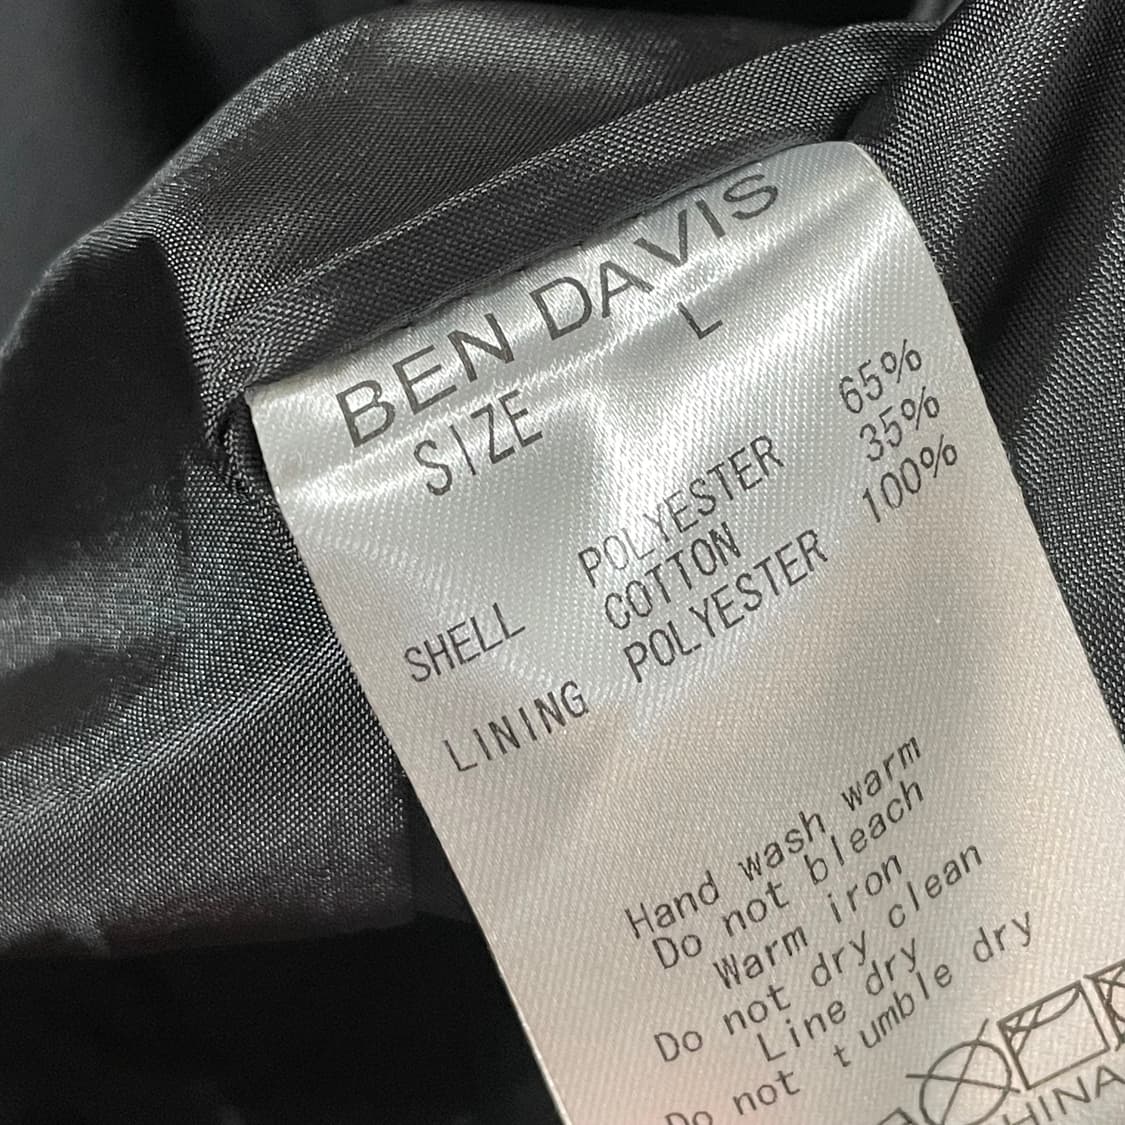 BEN DAVIS
SIZE L
SHELL POLYESTER 65%
COTTON 35%
LINING POLYESTER 100%
Hand wash warm
Do not bleach
Warm iron
Do not dry clean
Line dry
Do not tumble dry
HINA